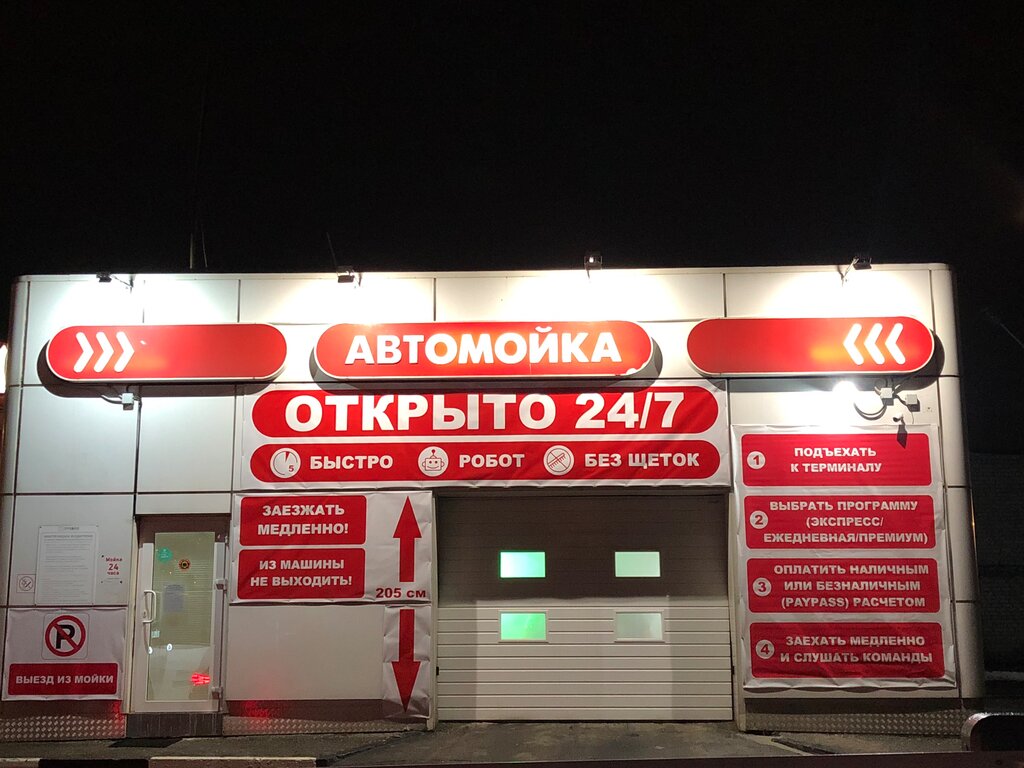 АВТОМОЙКА
ОТКРЫТО 24/7
5 БЫСТРО РОБОТ БЕЗ ЩЕТОК
ЗАЕЗЖАТЬ
МЕДЛЕННО!
ИЗ МАШИНЫ
НЕ ВЫХОДИТЬ!
205 см
1 ПОДЪЕХАТЬ
К ТЕРМИНАЛУ
2 ВЫБРАТЬ ПРОГРАММУ
(ЭКСПРЕСС/
ЕЖЕДНЕВНАЯ/ПРЕМИУМ)
3 ОПЛАТИТЬ НАЛИЧНЫМ
ИЛИ БЕЗНАЛИЧНЫМ
(PAYPASS) РАСЧЕТОМ
4 ЗАЕХАТЬ МЕДЛЕННО
И СЛУШАТЬ КОМАНДЫ
Мойка
24
часа
P
ВЫЕЗД ИЗ МОЙКИ